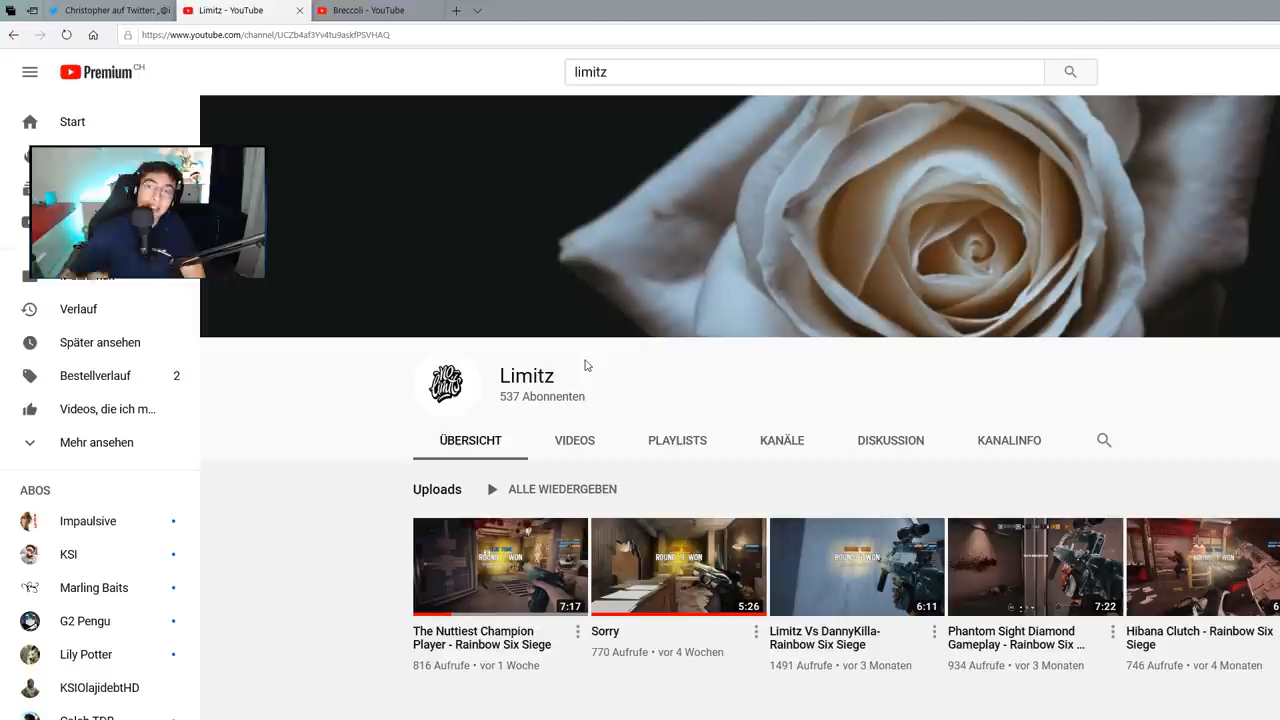 Christopher auf Twitter: „@i
Limitz - YouTube
Breccoli - YouTube
https://www.youtube.com/channel/UCZb4af3Yv4tu9askfPSVHAQ
Premium CH
limitz
Start
Verlauf
Später ansehen
Bestellverlauf 2
Videos, die ich m...
Mehr ansehen
ABOS
Impaulsive
KSI
Marling Baits
G2 Pengu
Lily Potter
KSIOlajidebtHD
Caleb TDR
NO
limits
Limitz
537 Abonnenten
ÜBERSICHT
VIDEOS
PLAYLISTS
KANÄLE
DISKUSSION
KANALINFO
Uploads
ALLE WIEDERGEBEN
7:17
The Nuttiest Champion
Player - Rainbow Six Siege
816 Aufrufe • vor 1 Woche
5:26
Sorry
770 Aufrufe • vor 4 Wochen
6:11
Limitz Vs DannyKilla-
Rainbow Six Siege
1491 Aufrufe • vor 3 Monaten
7:22
Phantom Sight Diamond
Gameplay - Rainbow Six ...
934 Aufrufe • vor 3 Monaten
6
Hibana Clutch - Rainbow Six
Siege
746 Aufrufe • vor 4 Monaten